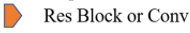 Res Block or Conv